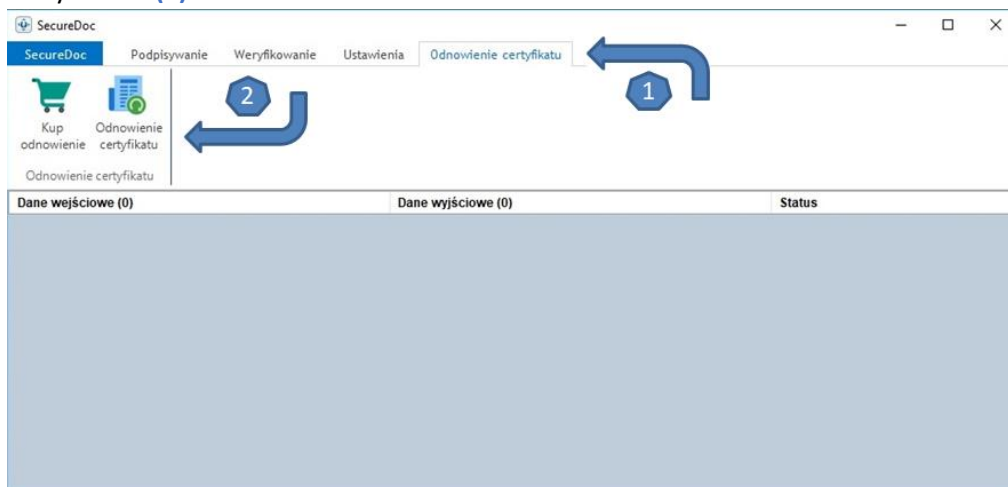 SecureDoc
SecureDoc Podpisywanie Weryfikowanie Ustawienia Odnowienie certyfikatu
1
2
Kup odnowienie
Odnowienie certyfikatu
Odnowienie certyfikatu
Dane wejściowe (0) Dane wyjściowe (0) Status